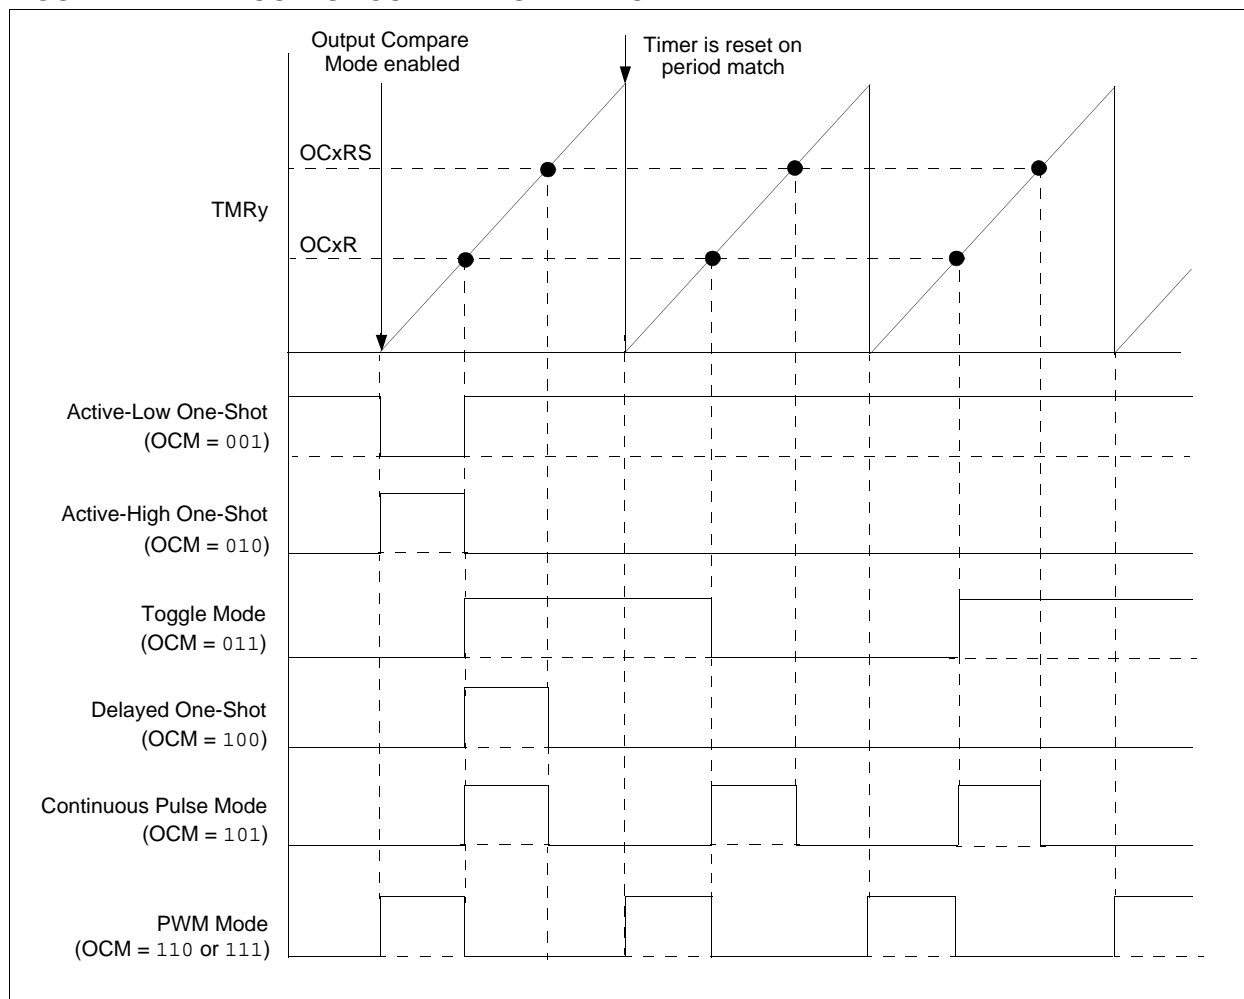 Output Compare
Mode enabled
Timer is reset on
period match
OCxRS
TMRy
OCxR
Active-Low One-Shot
(OCM = 001)
Active-High One-Shot
(OCM = 010)
Toggle Mode
(OCM = 011)
Delayed One-Shot
(OCM = 100)
Continuous Pulse Mode
(OCM = 101)
PWM Mode
(OCM = 110 or 111)